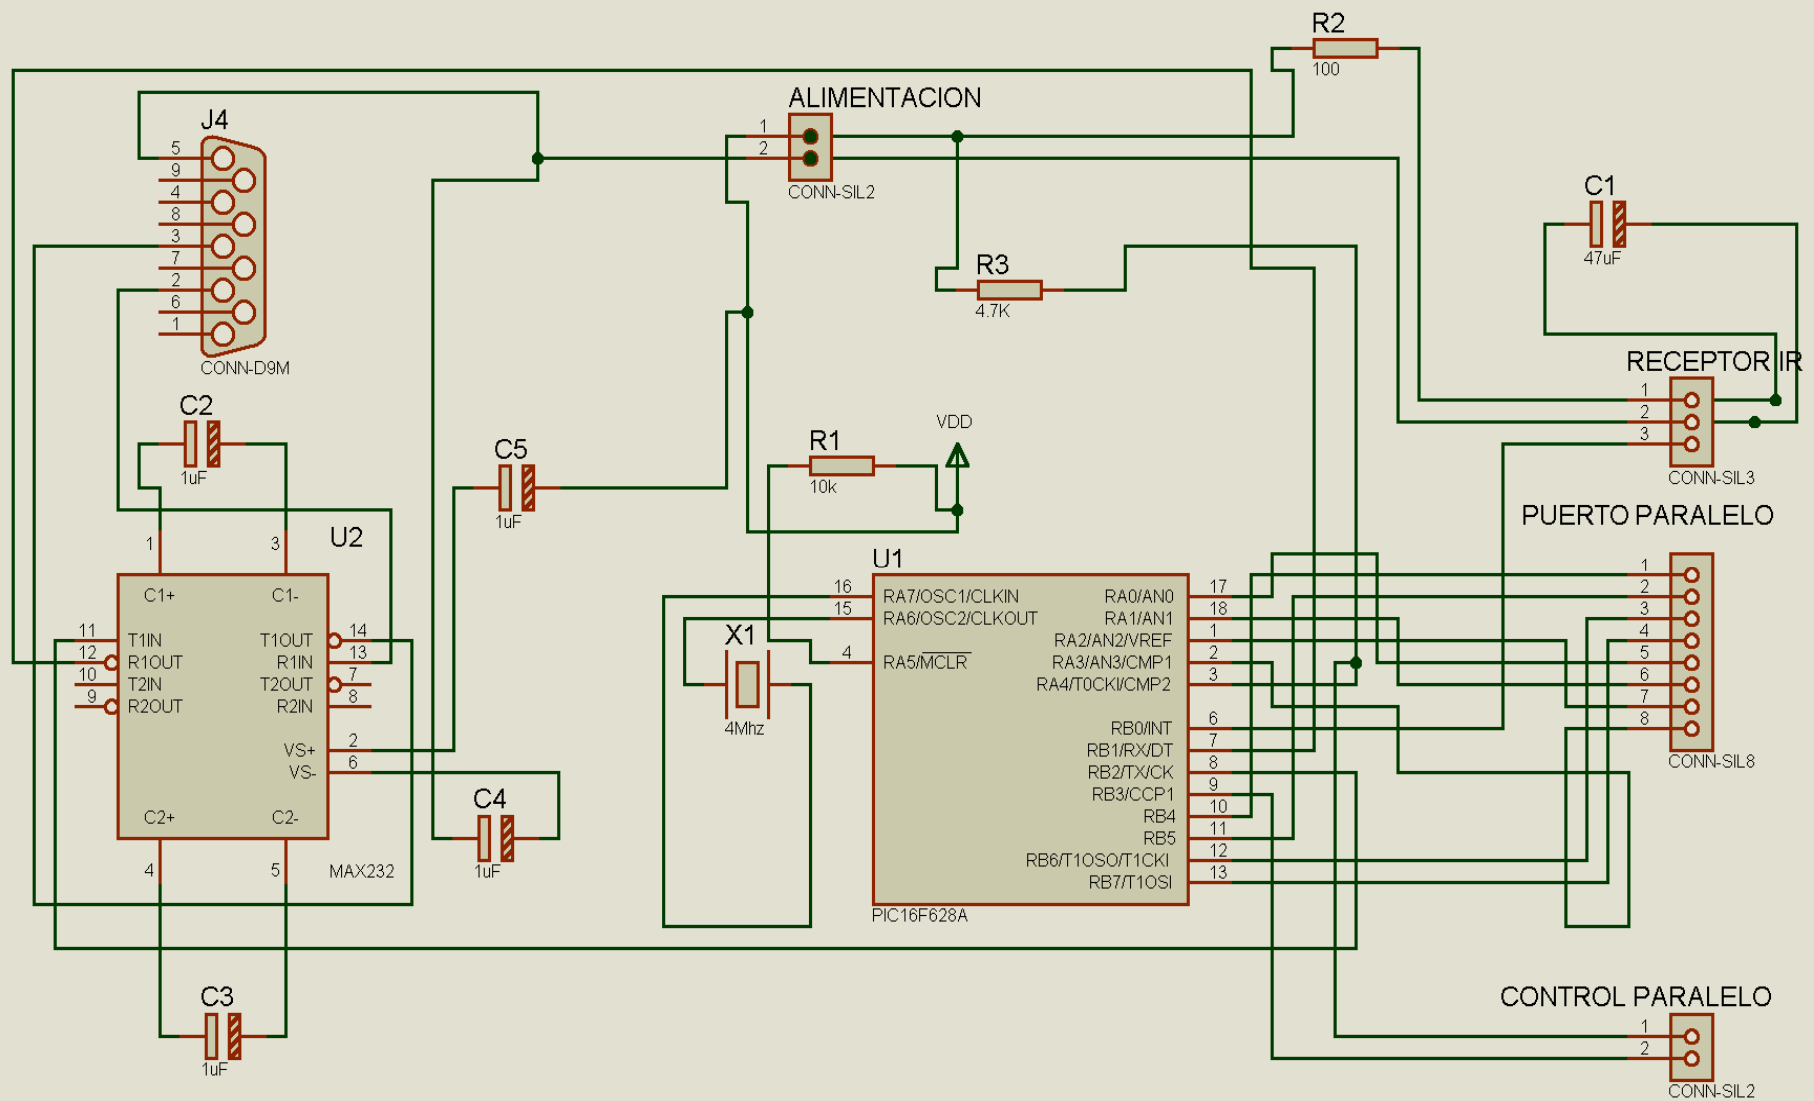 R2
100
ALIMENTACION
1
2
CONN-SIL2
J4
5
9
4
8
3
7
2
6
1
CONN-D9M
C1
47uF
R3
4.7K
RECEPTOR IR
1
2
3
CONN-SIL3
C2
1uF
C5
1uF
R1
10k
VDD
PUERTO PARALELO
1
2
3
4
5
6
7
8
CONN-SIL8
U2
1
3
C1+
C1-
11
T1IN
T1OUT
14
12
R1OUT
R1IN
13
10
T2IN
T2OUT
7
9
R2OUT
R2IN
8
VS+
2
VS-
6
C2+
C2-
4
5
MAX232
C4
1uF
C3
1uF
X1
4Mhz
U1
16
RA7/OSC1/CLKIN
RA0/AN0
17
15
RA6/OSC2/CLKOUT
RA1/AN1
18
RA2/AN2/VREF
1
4
RA5/MCLR
RA3/AN3/CMP1
2
RA4/T0CKI/CMP2
3
RB0/INT
6
RB1/RX/DT
7
RB2/TX/CK
8
RB3/CCP1
9
RB4
10
RB5
11
RB6/T1OSO/T1CKI
12
RB7/T1OSI
13
PIC16F628A
CONTROL PARALELO
1
2
CONN-SIL2